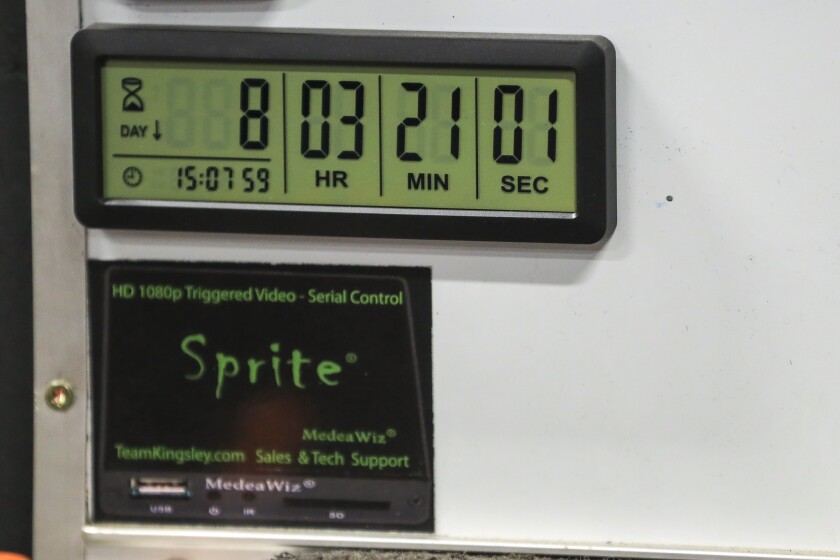 8 03 21 01
DAY↓
15:07 59
HR MIN SEC
HD 1080p Triggered Video - Serial Control
Sprite®
MedeaWiz®
TeamKingsley.com Sales & Tech Support
MedeaWiz®
USB IR SD